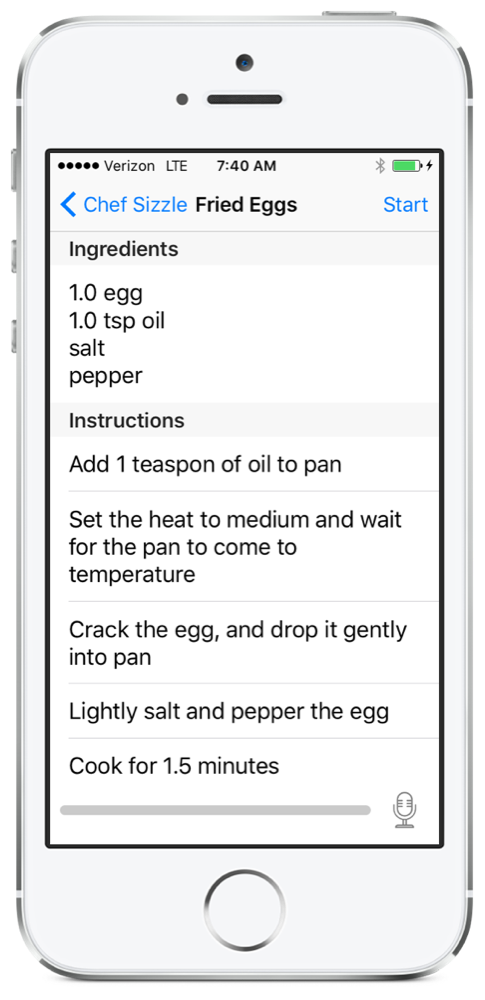 Verizon LTE 7:40 AM
Chef Sizzle Fried Eggs Start
Ingredients
1.0 egg
1.0 tsp oil
salt
pepper
Instructions
Add 1 teaspon of oil to pan
Set the heat to medium and wait
for the pan to come to
temperature
Crack the egg, and drop it gently
into pan
Lightly salt and pepper the egg
Cook for 1.5 minutes